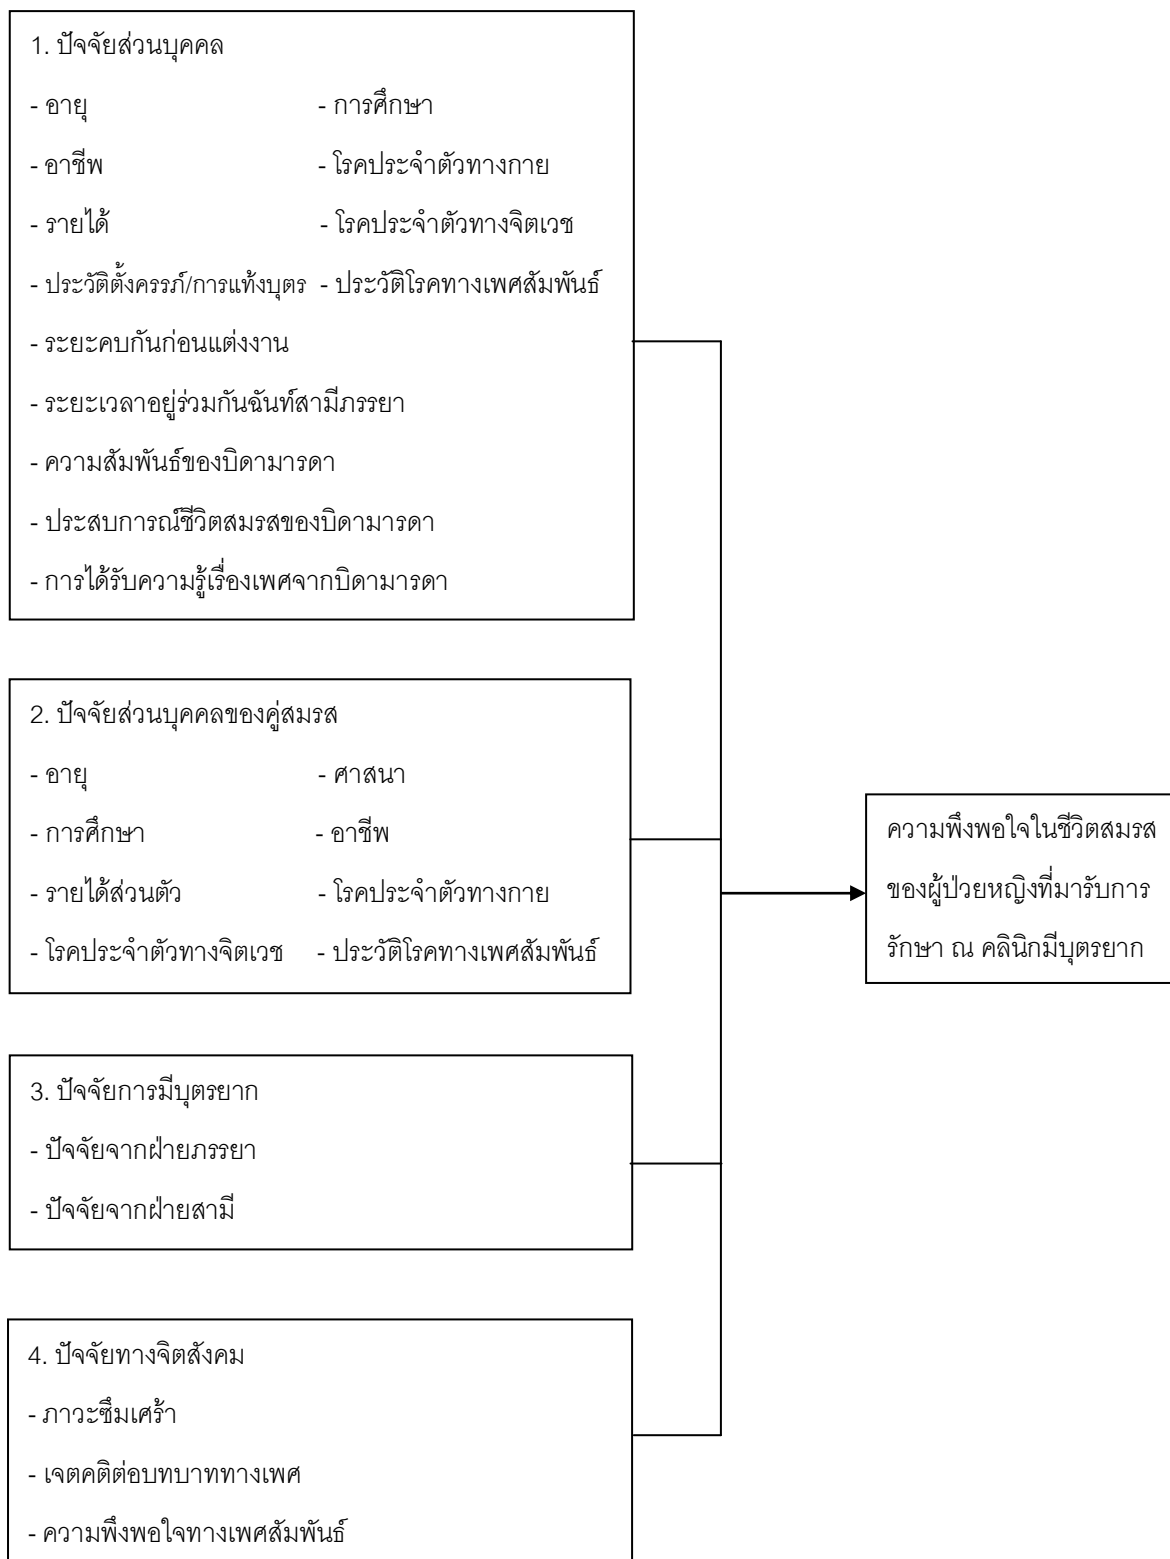 1. ปัจจัยส่วนบุคคล
- อายุ - การศึกษา
- อาชีพ - โรคประจำตัวทางกาย
- รายได้ - โรคประจำตัวทางจิตเวช
- ประวัติตั้งครรภ์/การแท้งบุตร - ประวัติโรคทางเพศสัมพันธ์
- ระยะคบกันก่อนแต่งงาน
- ระยะเวลาอยู่ร่วมกันฉันท์สามีภรรยา
- ความสัมพันธ์ของบิดามารดา
- ประสบการณ์ชีวิตสมรสของบิดามารดา
- การได้รับความรู้เรื่องเพศจากบิดามารดา
2. ปัจจัยส่วนบุคคลของคู่สมรส
- อายุ - ศาสนา
- การศึกษา - อาชีพ
- รายได้ส่วนตัว - โรคประจำตัวทางกาย
- โรคประจำตัวทางจิตเวช - ประวัติโรคทางเพศสัมพันธ์
3. ปัจจัยการมีบุตรยาก
- ปัจจัยจากฝ่ายภรรยา
- ปัจจัยจากฝ่ายสามี
4. ปัจจัยทางจิตสังคม
- ภาวะซึมเศร้า
- เจตคติต่อบทบาททางเพศ
- ความพึงพอใจทางเพศสัมพันธ์
ความพึงพอใจในชีวิตสมรส
ของผู้ป่วยหญิงที่มารับการ
รักษา ณ คลินิกมีบุตรยาก